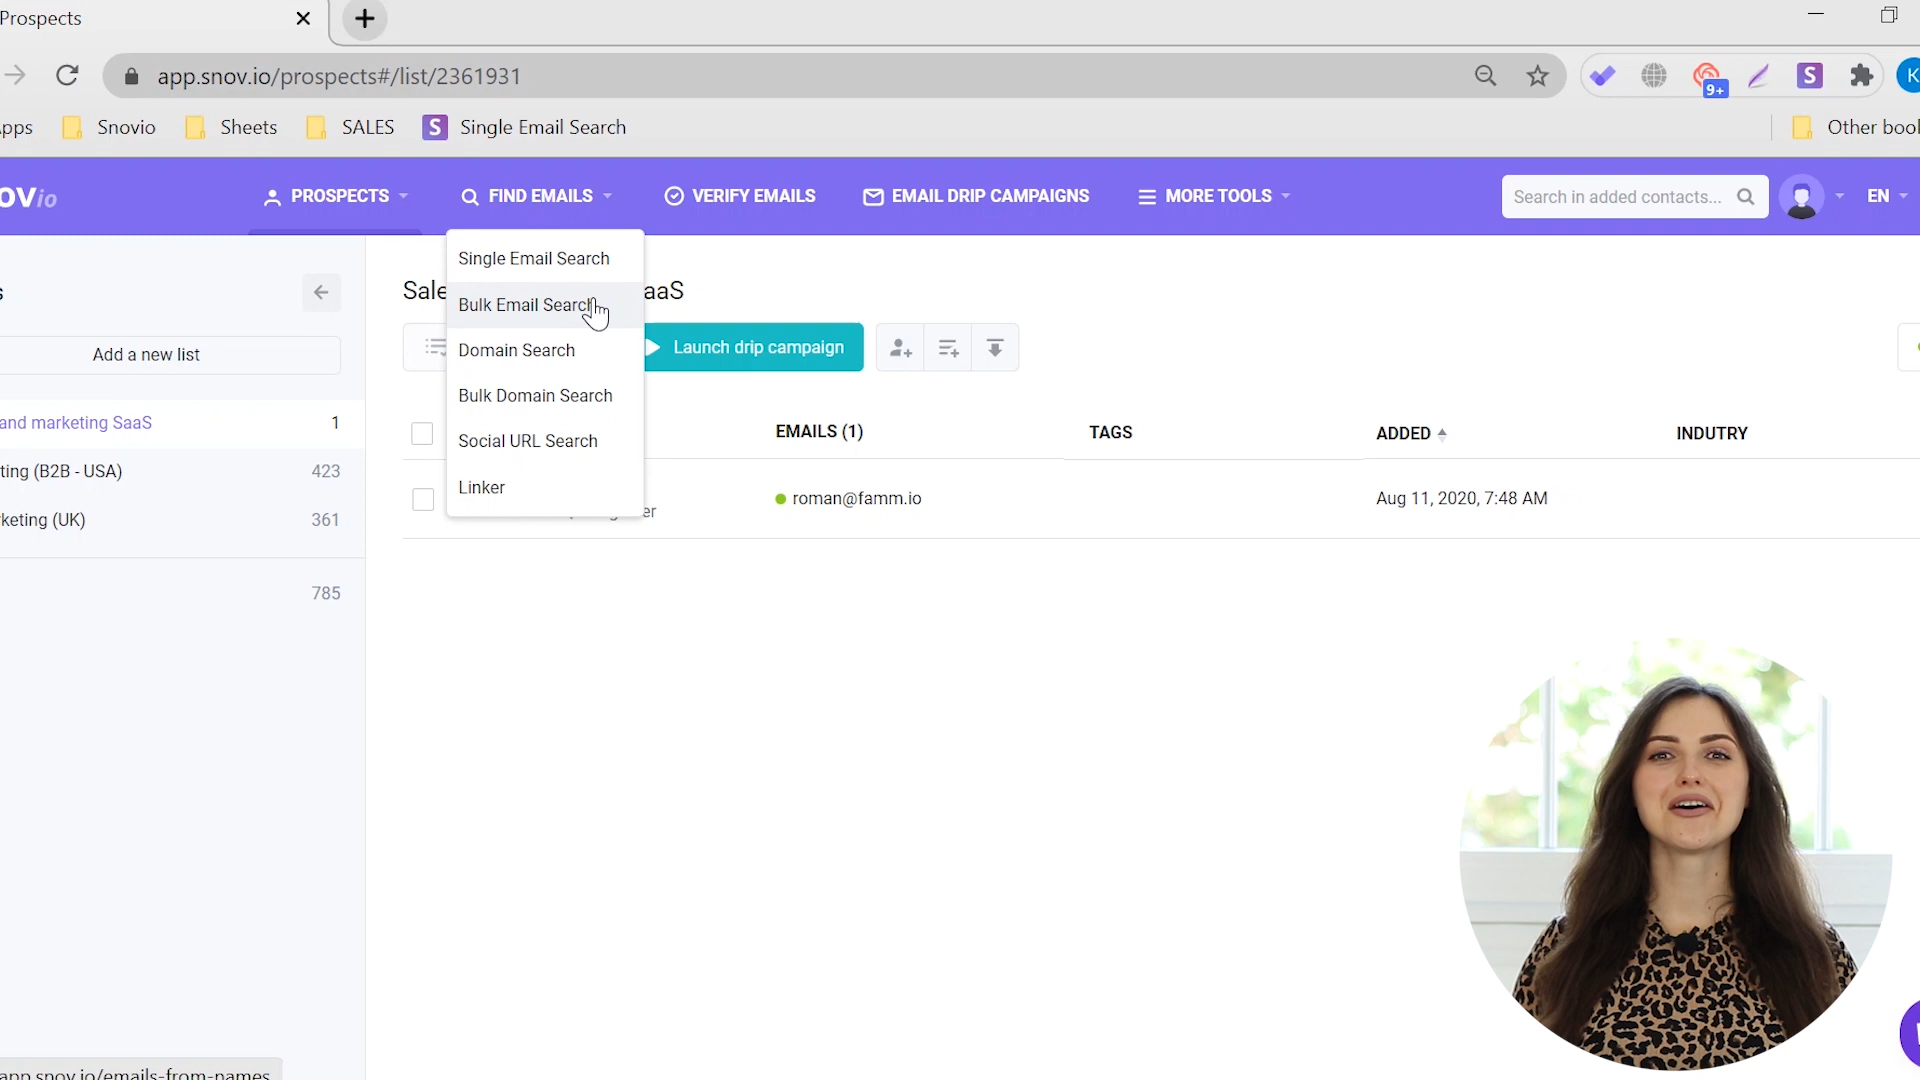 Prospects
app.snov.io/prospects#/list/2361931
9+
K
pps
Snovio
Sheets
SALES
S
Single Email Search
Other bool
ovio
PROSPECTS
FIND EMAILS
VERIFY EMAILS
EMAIL DRIP CAMPAIGNS
MORE TOOLS
Search in added contacts...
EN
Single Email Search
Bulk Email Search
Domain Search
Bulk Domain Search
Social URL Search
Linker
s
Add a new list
and marketing SaaS 1
ting (B2B - USA) 423
keting (UK) 361
785
Sale
aaS
Launch drip campaign
EMAILS (1)
TAGS
ADDED
INDUTRY
er
roman@famm.io
Aug 11, 2020, 7:48 AM
app.snov.io/emails-from-names